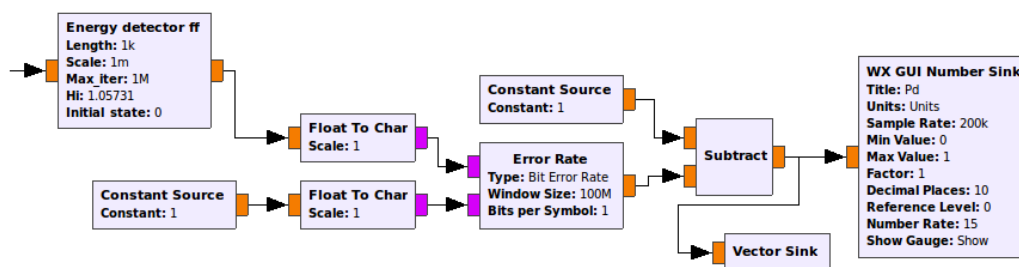 Energy detector ff
Length: 1k
Scale: 1m
Max_iter: 1M
Hi: 1.05731
Initial state: 0
Float To Char
Scale: 1
Constant Source
Constant: 1
Float To Char
Scale: 1
Constant Source
Constant: 1
Error Rate
Type: Bit Error Rate
Window Size: 100M
Bits per Symbol: 1
Subtract
Vector Sink
WX GUI Number Sink
Title: Pd
Units: Units
Sample Rate: 200k
Min Value: 0
Max Value: 1
Factor: 1
Decimal Places: 10
Reference Level: 0
Number Rate: 15
Show Gauge: Show